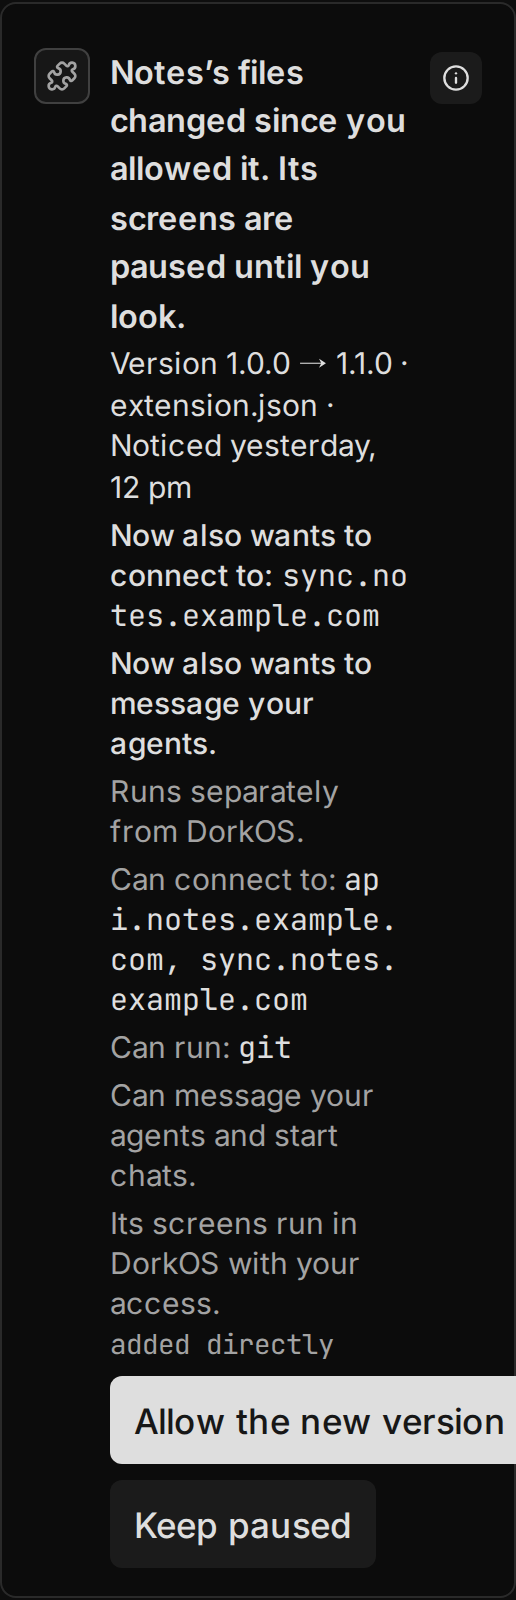 Notes’s files
changed since you
allowed it. Its
screens are
paused until you
look.
Version 1.0.0 → 1.1.0 ·
extension.json ·
Noticed yesterday,
12 pm
Now also wants to
connect to: sync.no
tes.example.com
Now also wants to
message your
agents.
Runs separately
from DorkOS.
Can connect to: ap
i.notes.example.
com, sync.notes.
example.com
Can run: git
Can message your
agents and start
chats.
Its screens run in
DorkOS with your
access.
added directly
Allow the new version
Keep paused